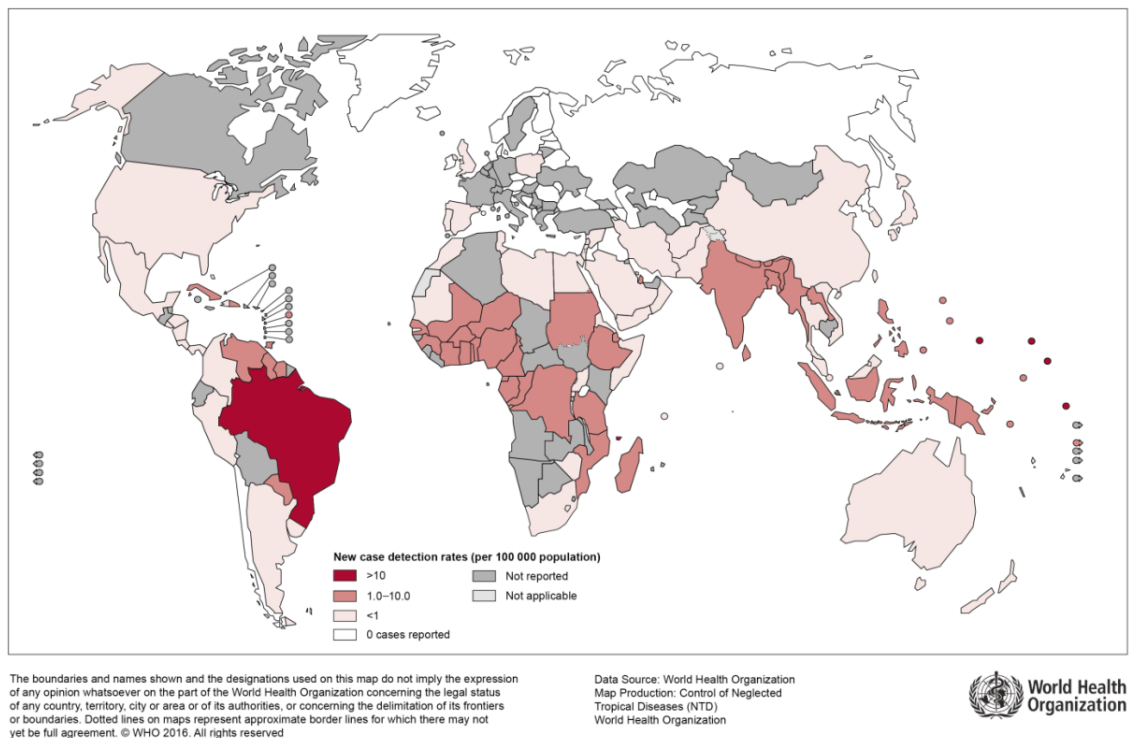 New case detection rates (per 100 000 population)
>10
1.0–10.0
<1
0 cases reported
Not reported
Not applicable
The boundaries and names shown and the designations used on this map do not imply the expression
of any opinion whatsoever on the part of the World Health Organization concerning the legal status
of any country, territory, city or area or of its authorities, or concerning the delimitation of its frontiers
or boundaries. Dotted lines on maps represent approximate border lines for which there may not
yet be full agreement. © WHO 2016. All rights reserved
Data Source: World Health Organization
Map Production: Control of Neglected
Tropical Diseases (NTD)
World Health Organization
World Health
Organization